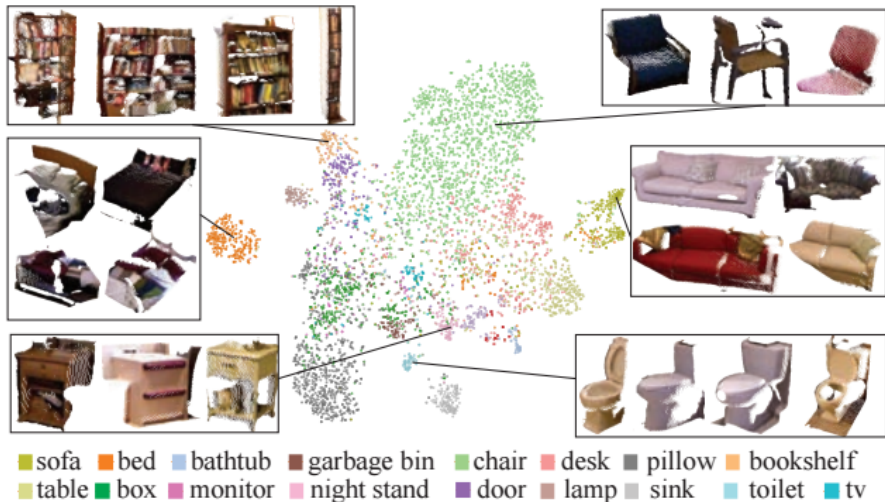 sofa bed bathtub garbage bin chair desk pillow bookshelf
table box monitor night stand door lamp sink toilet tv